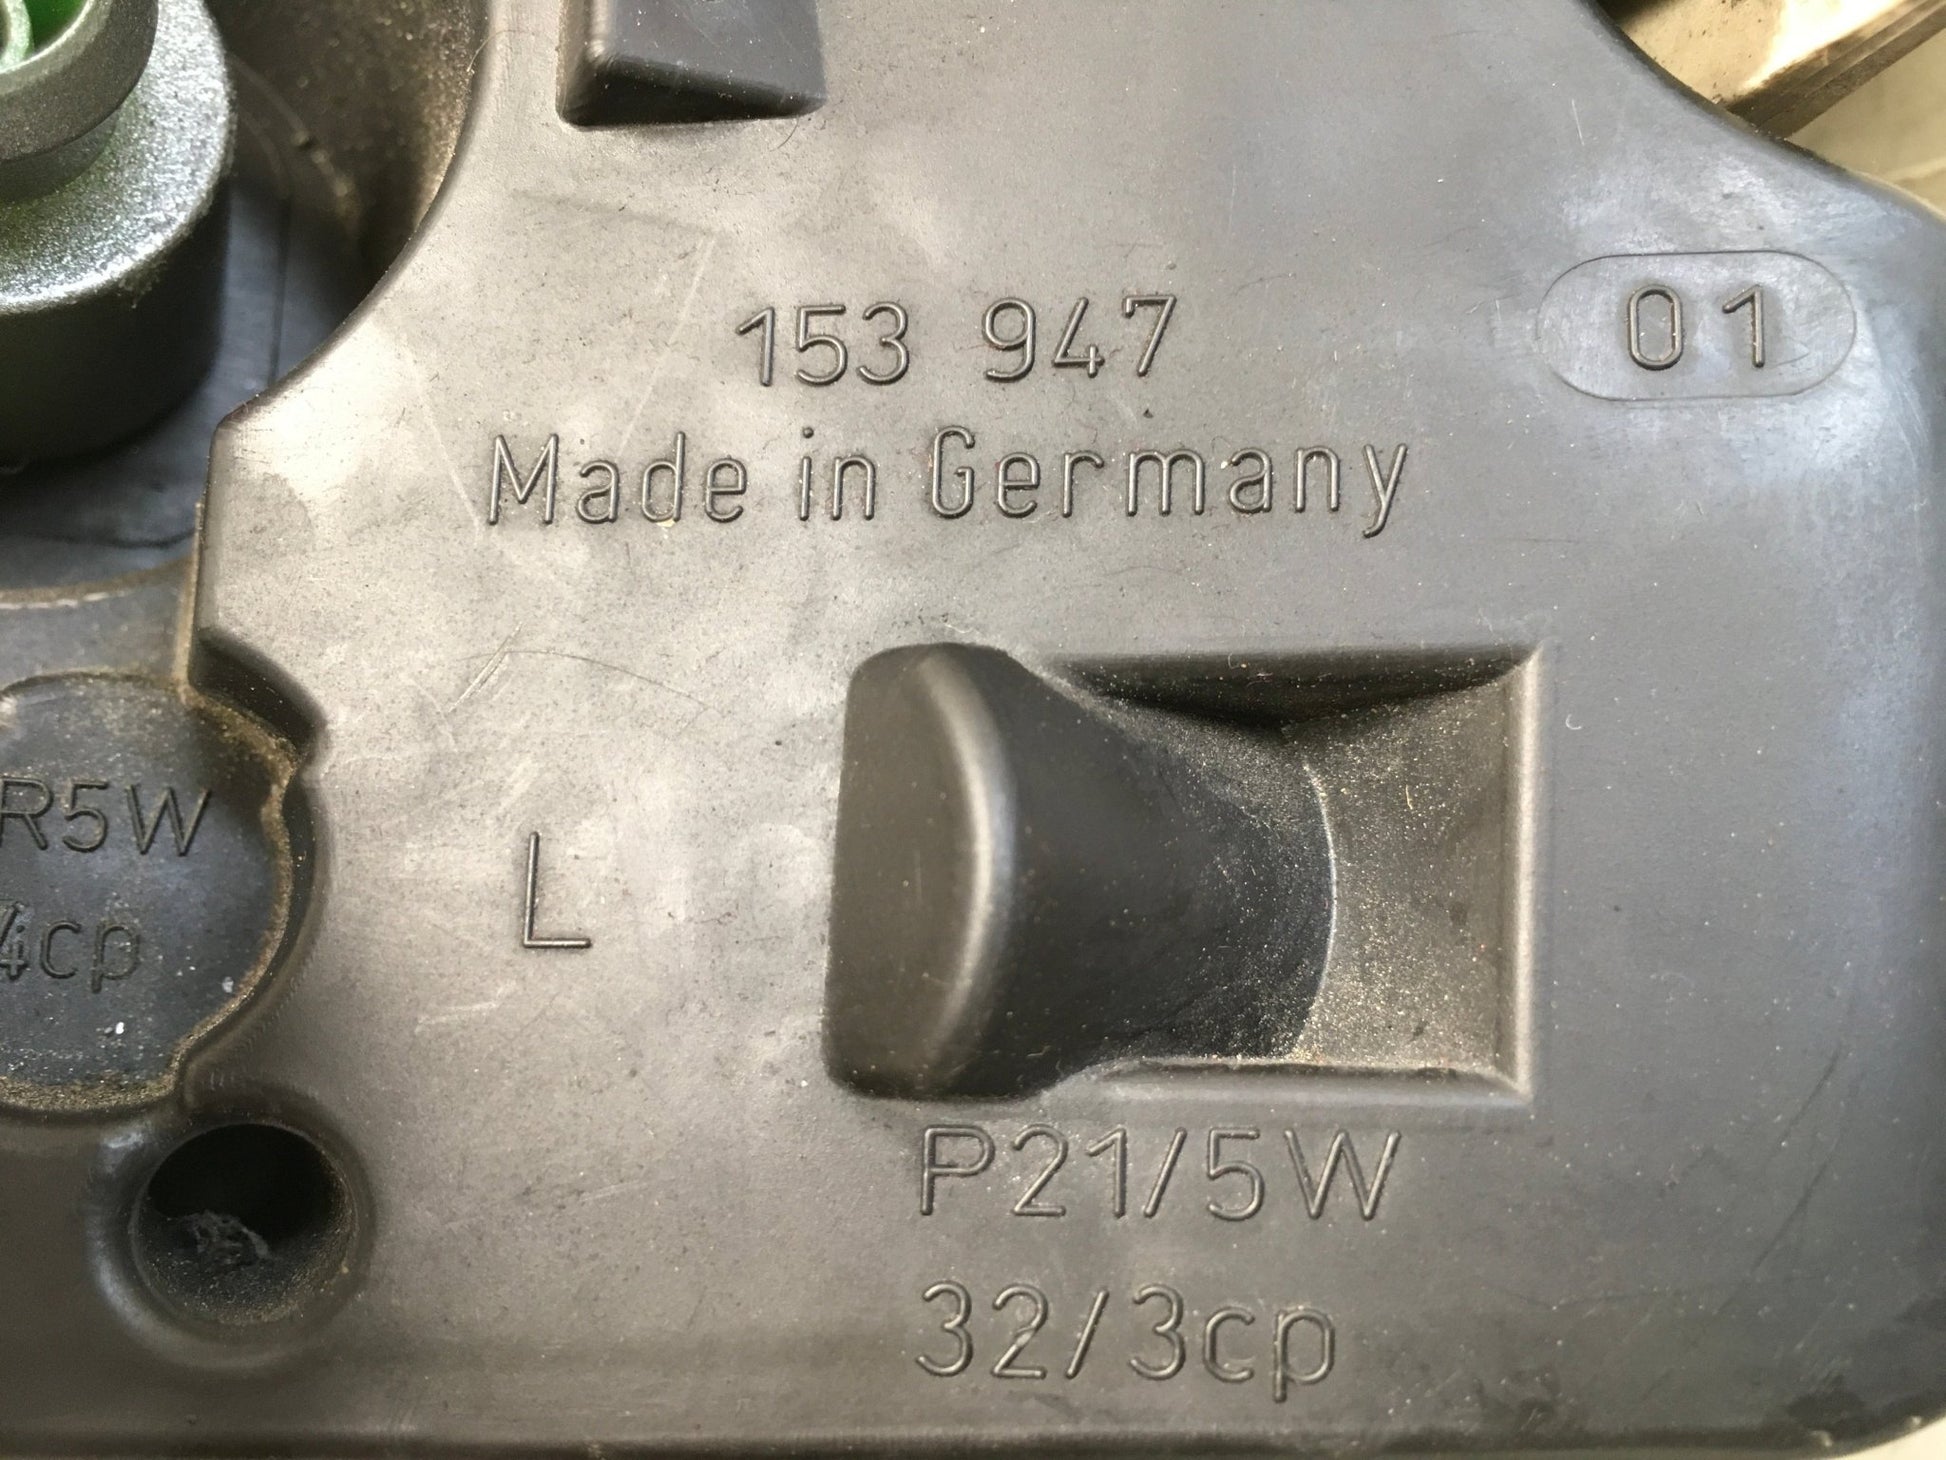 153 947
01
Made in Germany
R5W
4cp
L
P21/5W
32/3cp